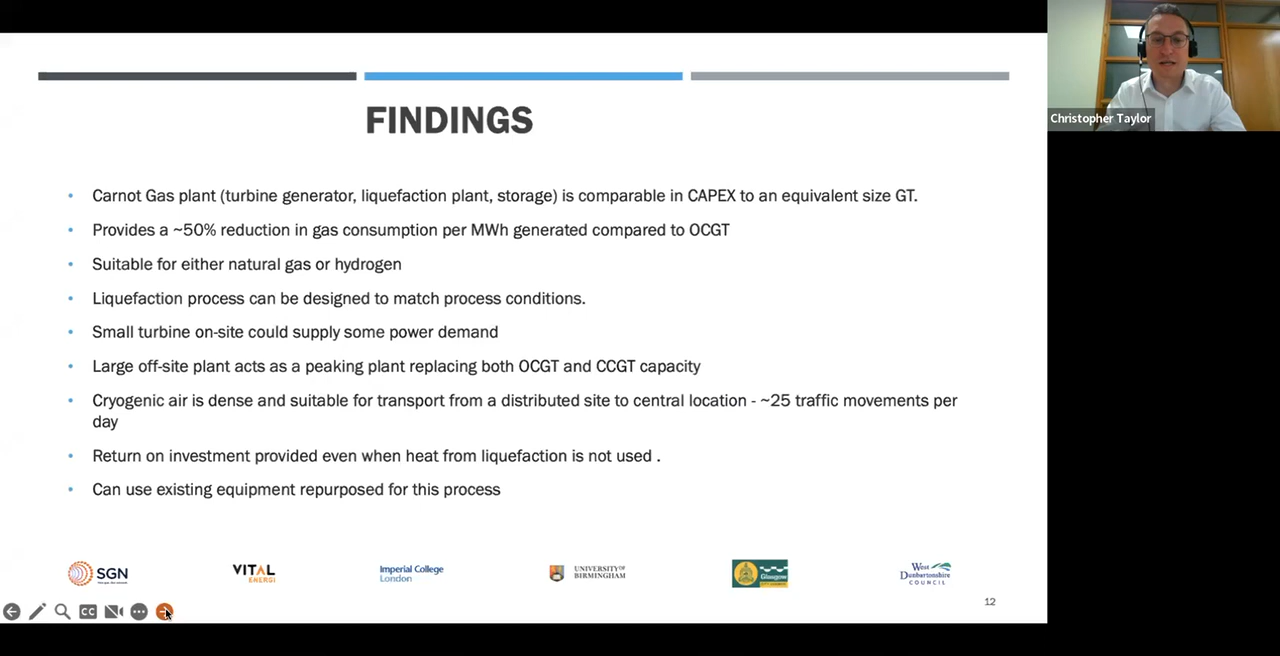 FINDINGS
• Carnot Gas plant (turbine generator, liquefaction plant, storage) is comparable in CAPEX to an equivalent size GT.
• Provides a ~50% reduction in gas consumption per MWh generated compared to OCGT
• Suitable for either natural gas or hydrogen
• Liquefaction process can be designed to match process conditions.
• Small turbine on-site could supply some power demand
• Large off-site plant acts as a peaking plant replacing both OCGT and CCGT capacity
• Cryogenic air is dense and suitable for transport from a distributed site to central location - ~25 traffic movements per
day
• Return on investment provided even when heat from liquefaction is not used .
• Can use existing equipment repurposed for this process
SGN
VITAL
ENERGI
Imperial College
London
UNIVERSITY OF
BIRMINGHAM
Glasgow
West
Dunbartonshire
COUNCIL
12
CC
Christopher Taylor